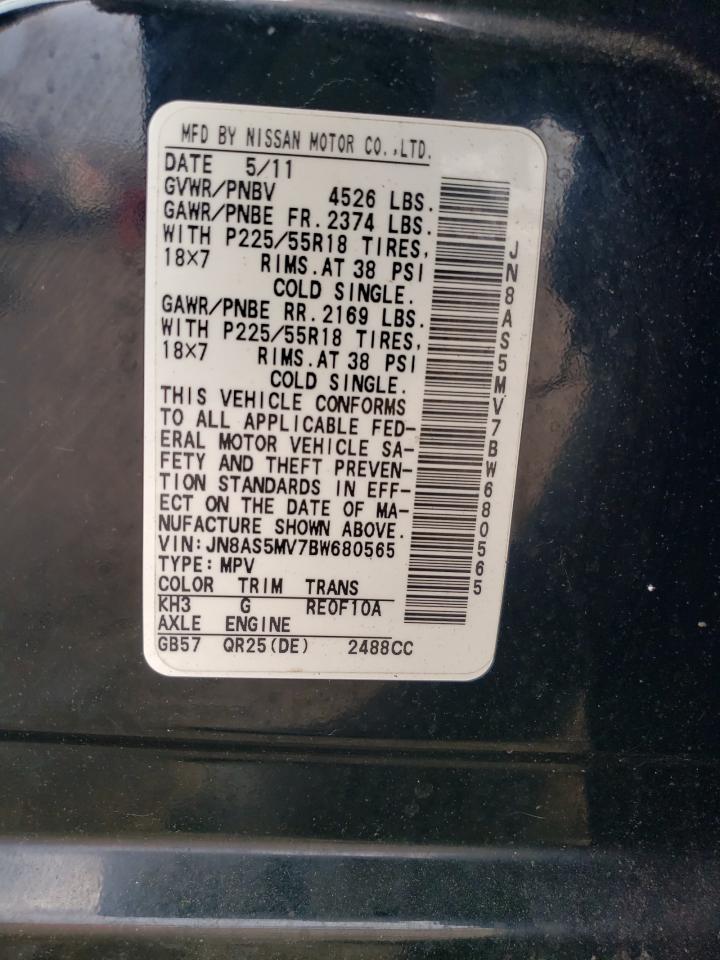 MFD BY NISSAN MOTOR CO.,LTD.
DATE 5/11
GVWR/PNBV 4526 LBS.
GAWR/PNBE FR. 2374 LBS.
WITH P225/55R18 TIRES,
18×7 RIMS.AT 38 PSI
COLD SINGLE.
GAWR/PNBE RR. 2169 LBS.
WITH P225/55R18 TIRES,
18×7 RIMS.AT 38 PSI
COLD SINGLE.
THIS VEHICLE CONFORMS
TO ALL APPLICABLE FED-
ERAL MOTOR VEHICLE SA-
FETY AND THEFT PREVEN-
TION STANDARDS IN EFF-
ECT ON THE DATE OF MA-
NUFACTURE SHOWN ABOVE.
VIN:JN8AS5MV7BW680565
TYPE:MPV
COLOR TRIM TRANS
KH3 G RE0F10A
AXLE ENGINE
GB57 QR25(DE) 2488CC
JN8AS5MV7BW680565